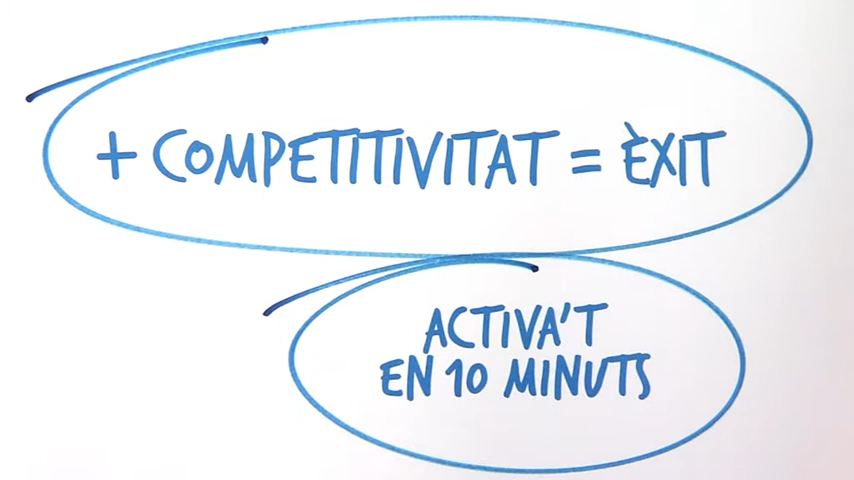 + COMPETITIVITAT = ÈXIT
ACTIVA'T
EN 10 MINUTS